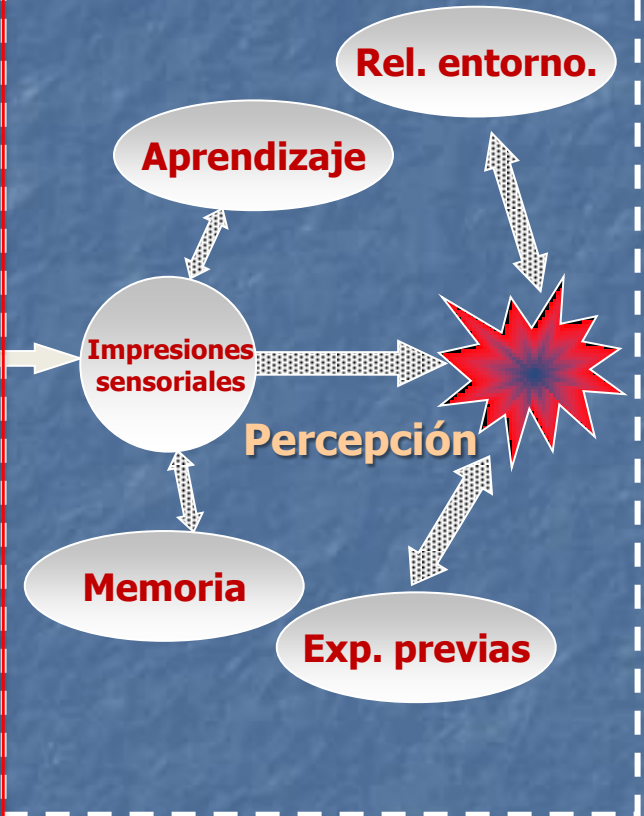 Rel. entorno.
Aprendizaje
Impresiones
sensoriales
Percepción
Memoria
Exp. previas